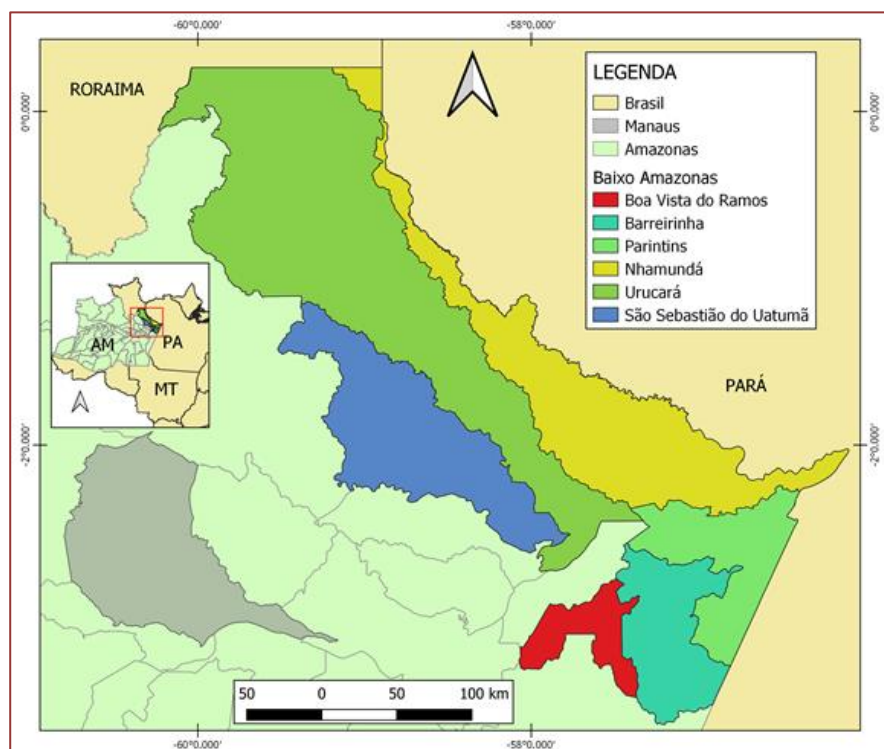 -60°0.000'
-58°0.000'
RORAIMA
LEGENDA
Brasil
Manaus
Amazonas
Baixo Amazonas
Boa Vista do Ramos
Barreirinha
Parintins
Nhamundá
Urucará
São Sebastião do Uatumã
0°0.000'
0°0.000'
AM
PA
MT
PARÁ
-2°0.000'
-2°0.000'
50 0 50 100 km
-60°0.000'
-58°0.000'